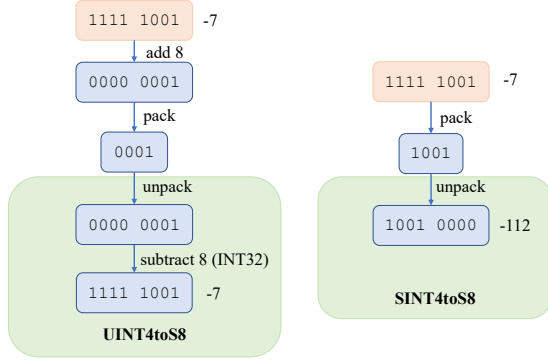 1111 1001 -7
add 8
0000 0001
pack
0001
unpack
0000 0001
subtract 8 (INT32)
1111 1001 -7
UINT4toS8
1111 1001 -7
pack
1001
unpack
1001 0000 -112
SINT4toS8